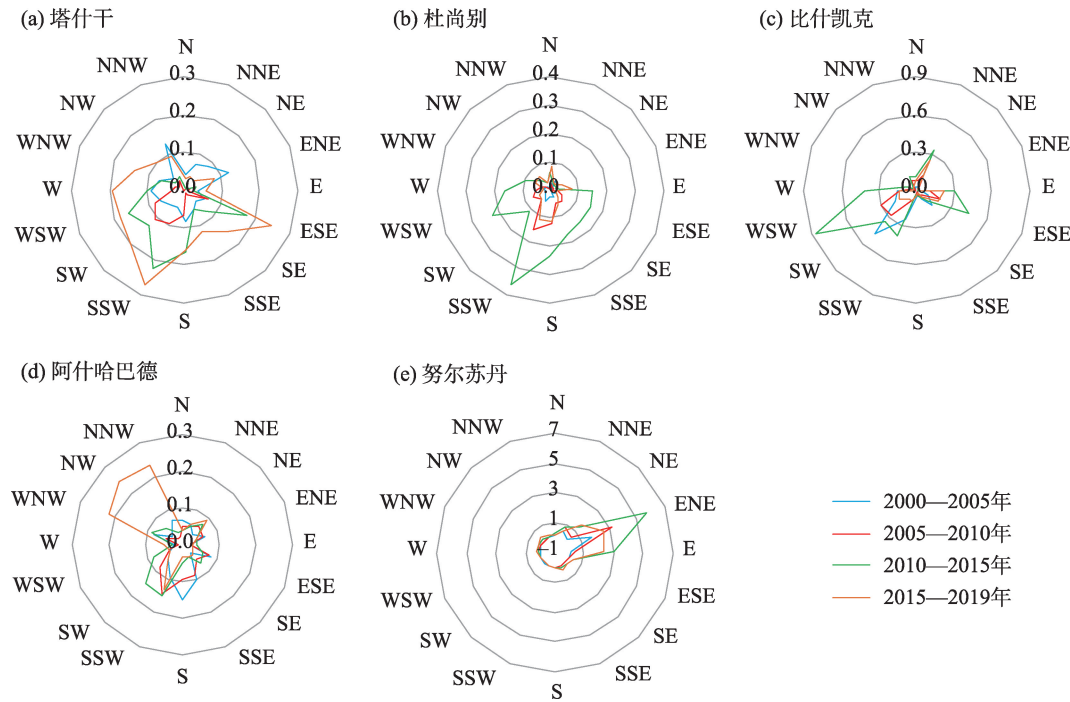 (a) 塔什干
N
NNE
NE
ENE
E
ESE
SE
SSE
S
SSW
SW
WSW
W
WNW
NW
NNW
0.3
0.2
0.1
0.0
(b) 杜尚别
N
NNE
NE
ENE
E
ESE
SE
SSE
S
SSW
SW
WSW
W
WNW
NW
NNW
0.4
0.3
0.2
0.1
0.0
(c) 比什凯克
N
NNE
NE
ENE
E
ESE
SE
SSE
S
SSW
SW
WSW
W
WNW
NW
NNW
0.9
0.6
0.3
0.0
(d) 阿什哈巴德
N
NNE
NE
ENE
E
ESE
SE
SSE
S
SSW
SW
WSW
W
WNW
NW
NNW
0.3
0.2
0.1
0.0
(e) 努尔苏丹
N
NNE
NE
ENE
E
ESE
SE
SSE
S
SSW
SW
WSW
W
WNW
NW
NNW
7
5
3
1
–1
2000—2005年
2005—2010年
2010—2015年
2015—2019年